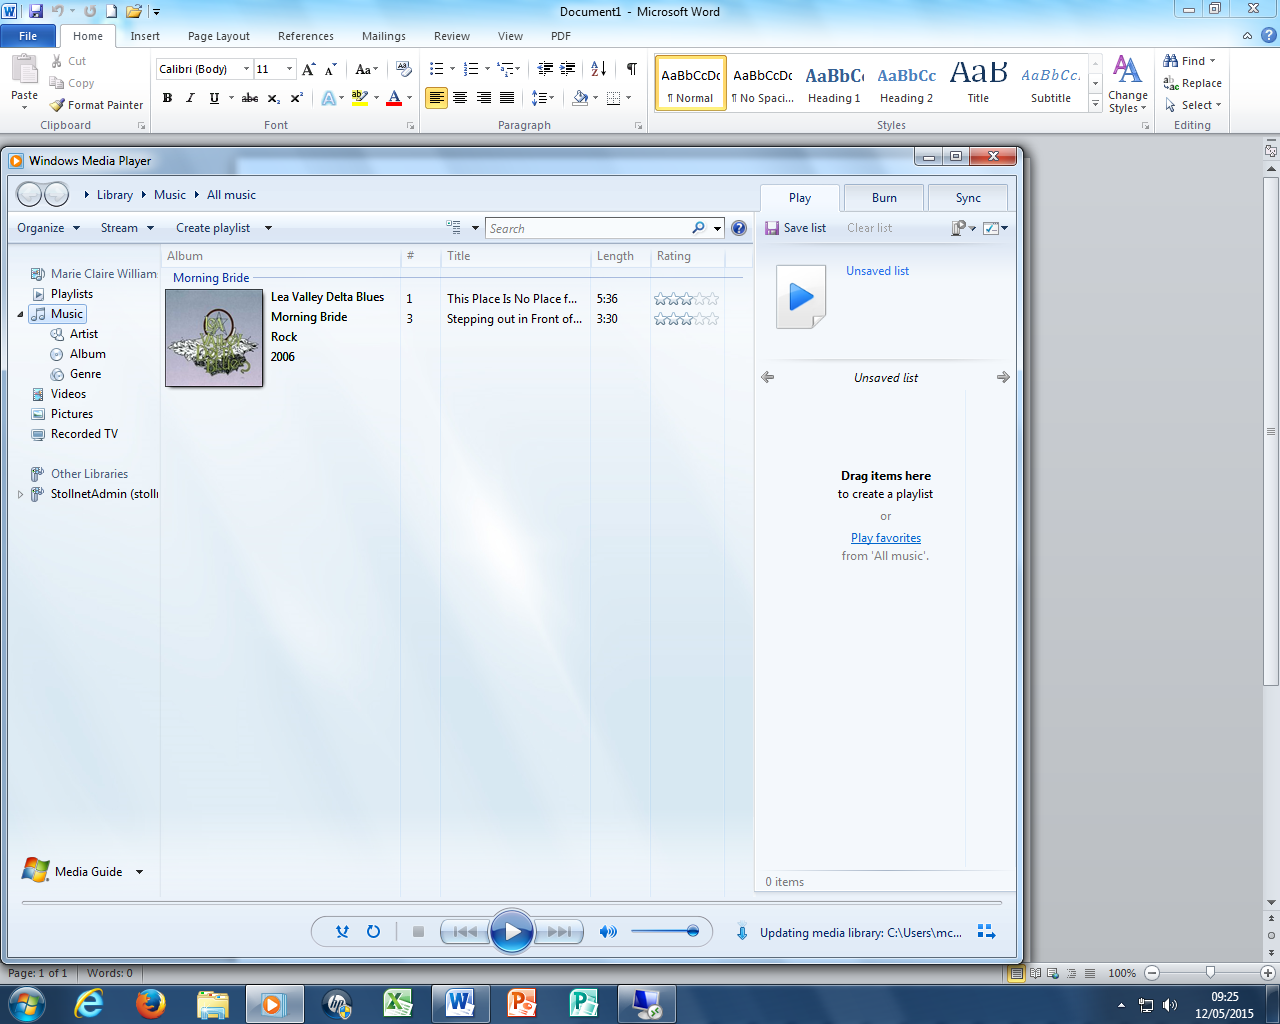 Document1 - Microsoft Word
File Home Insert Page Layout References Mailings Review View PDF
Paste
Cut
Copy
Format Painter
Clipboard
Calibri (Body) 11
Font
Paragraph
AaBbCcDc AaBbCcDc AaBbCc AaBbCc AaB AaBbCc.
¶ Normal ¶ No Spaci... Heading 1 Heading 2 Title Subtitle
Change Styles
Styles
Find
Replace
Select
Editing
Windows Media Player
Library Music All music
Play Burn Sync
Organize Stream Create playlist
Search
Save list Clear list
Album # Title Length Rating
Marie Claire William
Playlists
Music
Artist
Album
Genre
Videos
Pictures
Recorded TV
Other Libraries
StollnetAdmin (stolln
Morning Bride
Lea Valley Delta Blues 1 This Place Is No Place f... 5:36
Morning Bride 3 Stepping out in Front of... 3:30
Rock
2006
Unsaved list
Unsaved list
Drag items here
to create a playlist
or
Play favorites
from 'All music'.
0 items
Media Guide
Updating media library: C:\Users\mc...
Page: 1 of 1 Words: 0
100%
09:25
12/05/2015